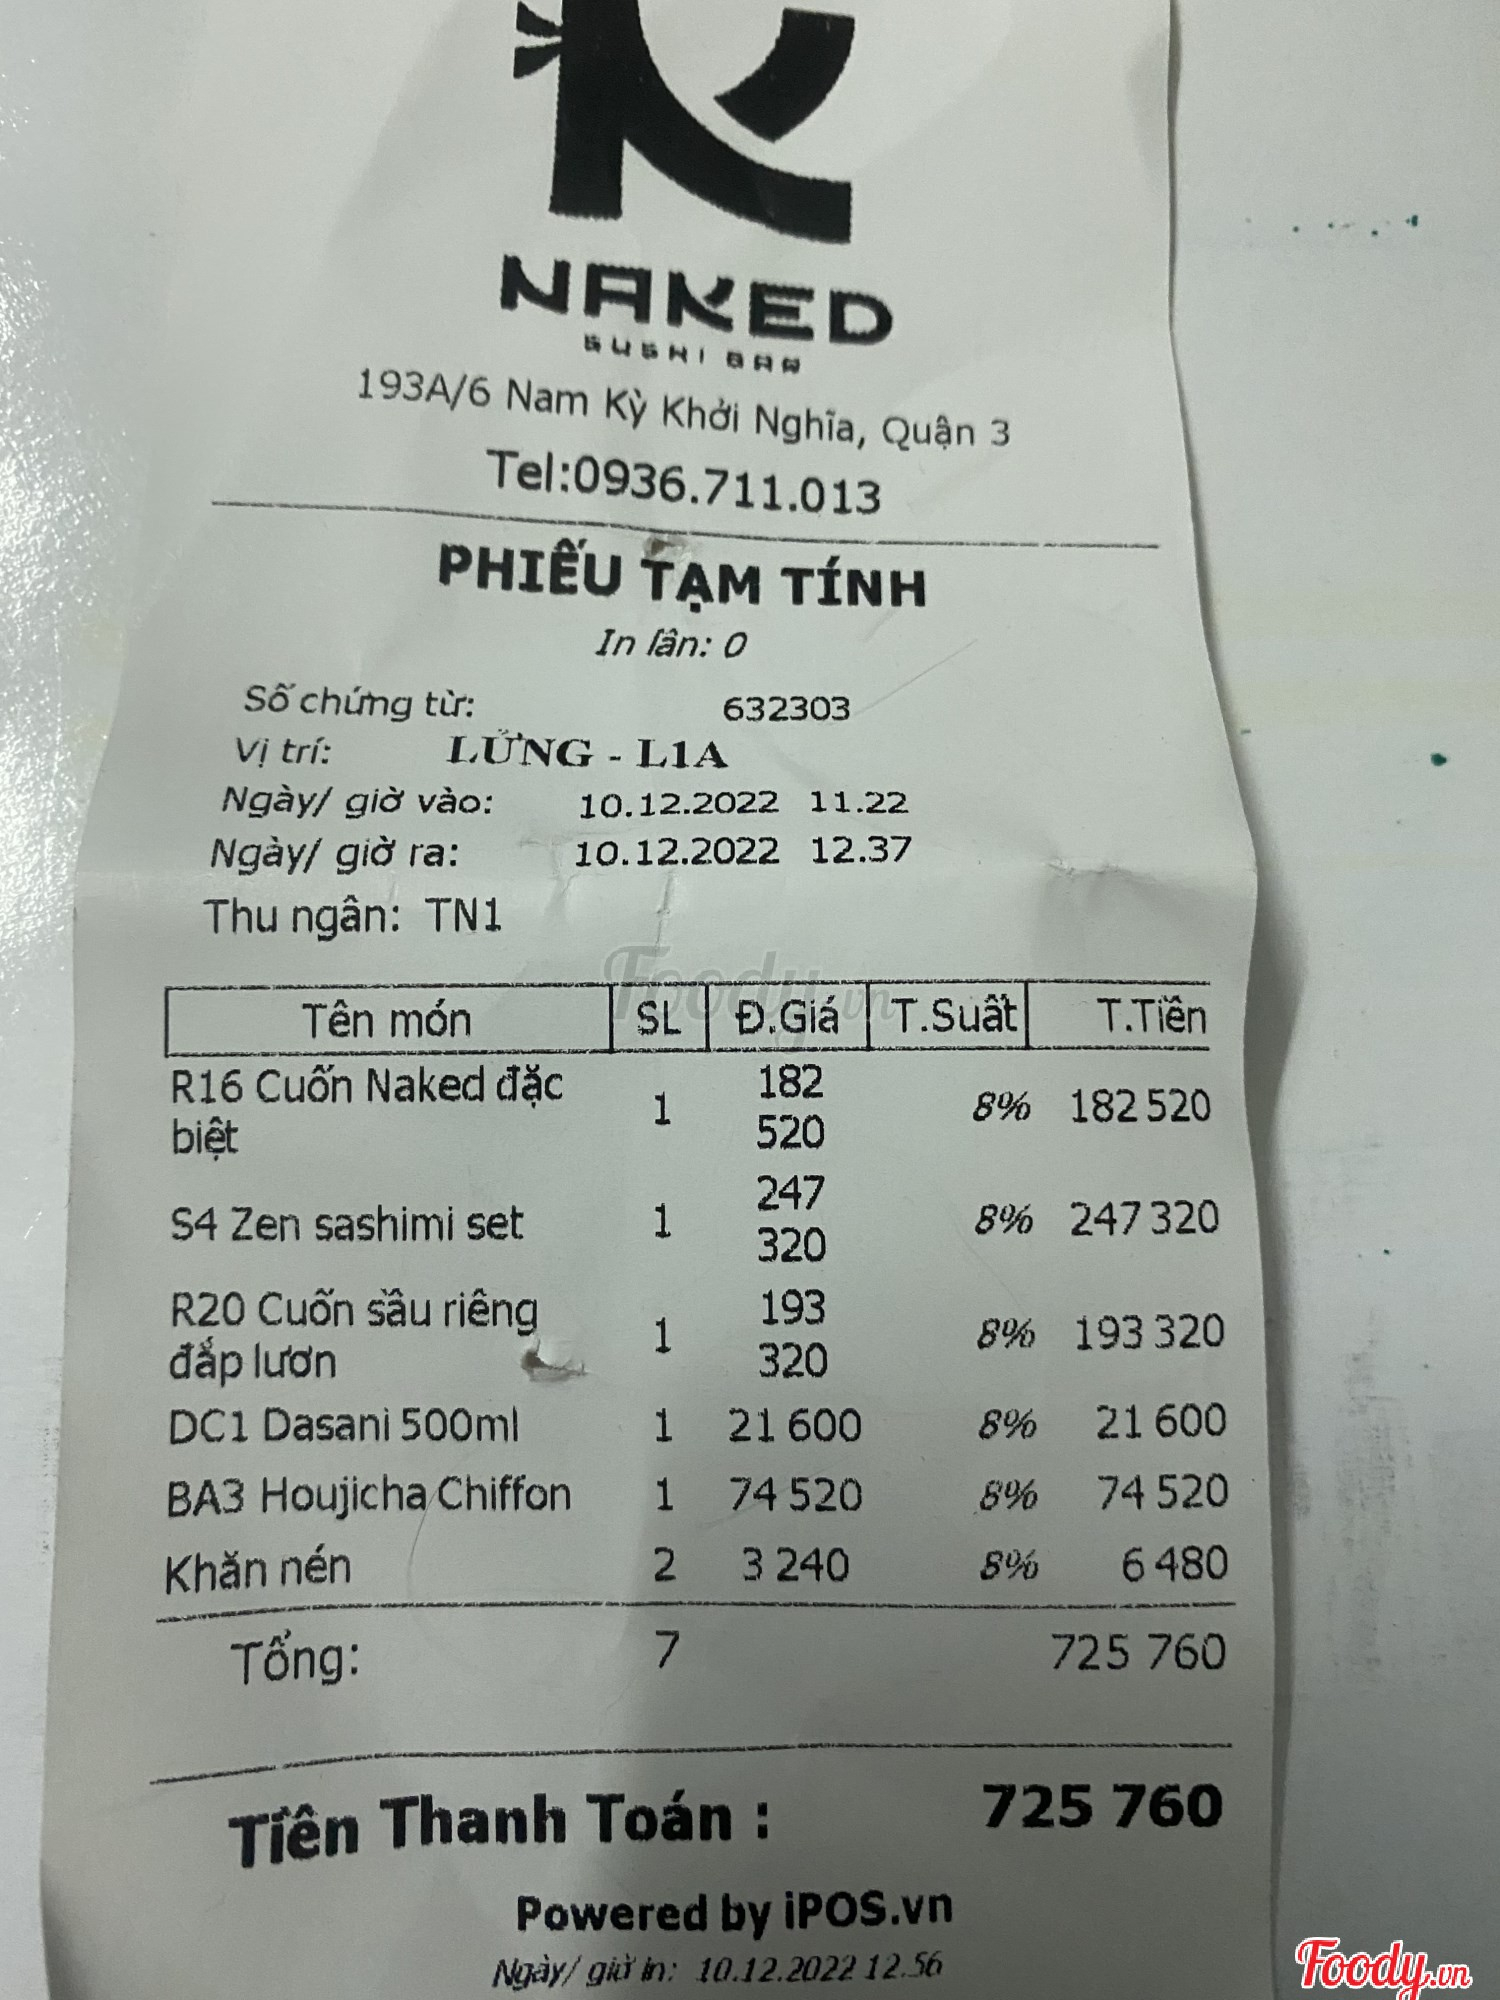 NAKED
SUSHI BAR
193A/6 Nam Kỳ Khởi Nghĩa, Quận 3
Tel:0936.711.013
PHIẾU TẠM TÍNH
In lần: 0
Số chứng từ: 632303
Vị trí: LỬNG - L1A
Ngày/ giờ vào: 10.12.2022 11.22
Ngày/ giờ ra: 10.12.2022 12.37
Thu ngân: TN1
Foody.vn
Tên món SL Đ.Giá T.Suất T.Tiền
R16 Cuốn Naked đặc biệt 1 182 520 8% 182 520
S4 Zen sashimi set 1 247 320 8% 247 320
R20 Cuốn sầu riêng đắp lươn 1 193 320 8% 193 320
DC1 Dasani 500ml 1 21 600 8% 21 600
BA3 Houjicha Chiffon 1 74 520 8% 74 520
Khăn nén 2 3 240 8% 6 480
Tổng: 7 725 760
Tiền Thanh Toán : 725 760
Powered by iPOS.vn
Ngày/ giờ in: 10.12.2022 12.56
Foody.vn